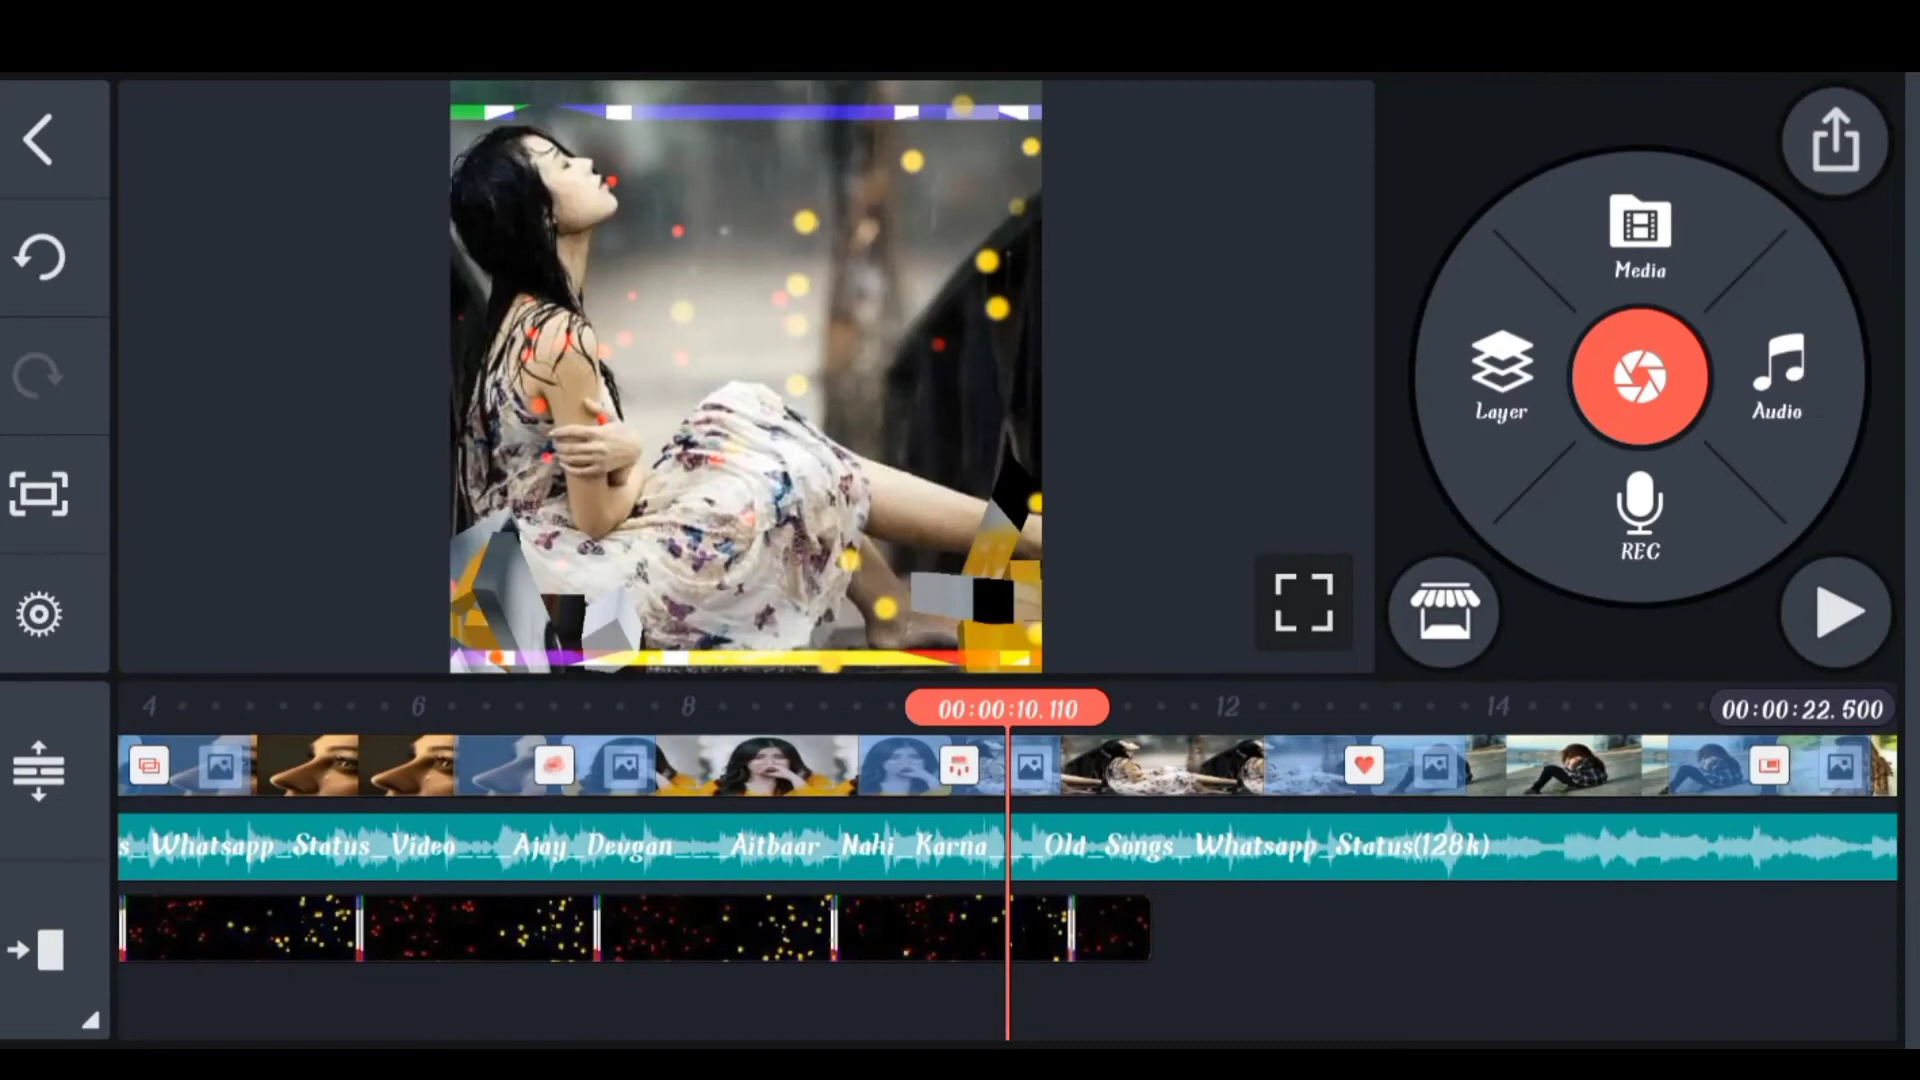 Media
Layer
Audio
REC
4 6 8 00:00:10.110 12 14 00:00:22.500
s_Whatsapp_Status_Video___Ajay_Devgan___Aitbaar_Nahi_Karna___Old_Songs_Whatsapp_Status(128k)